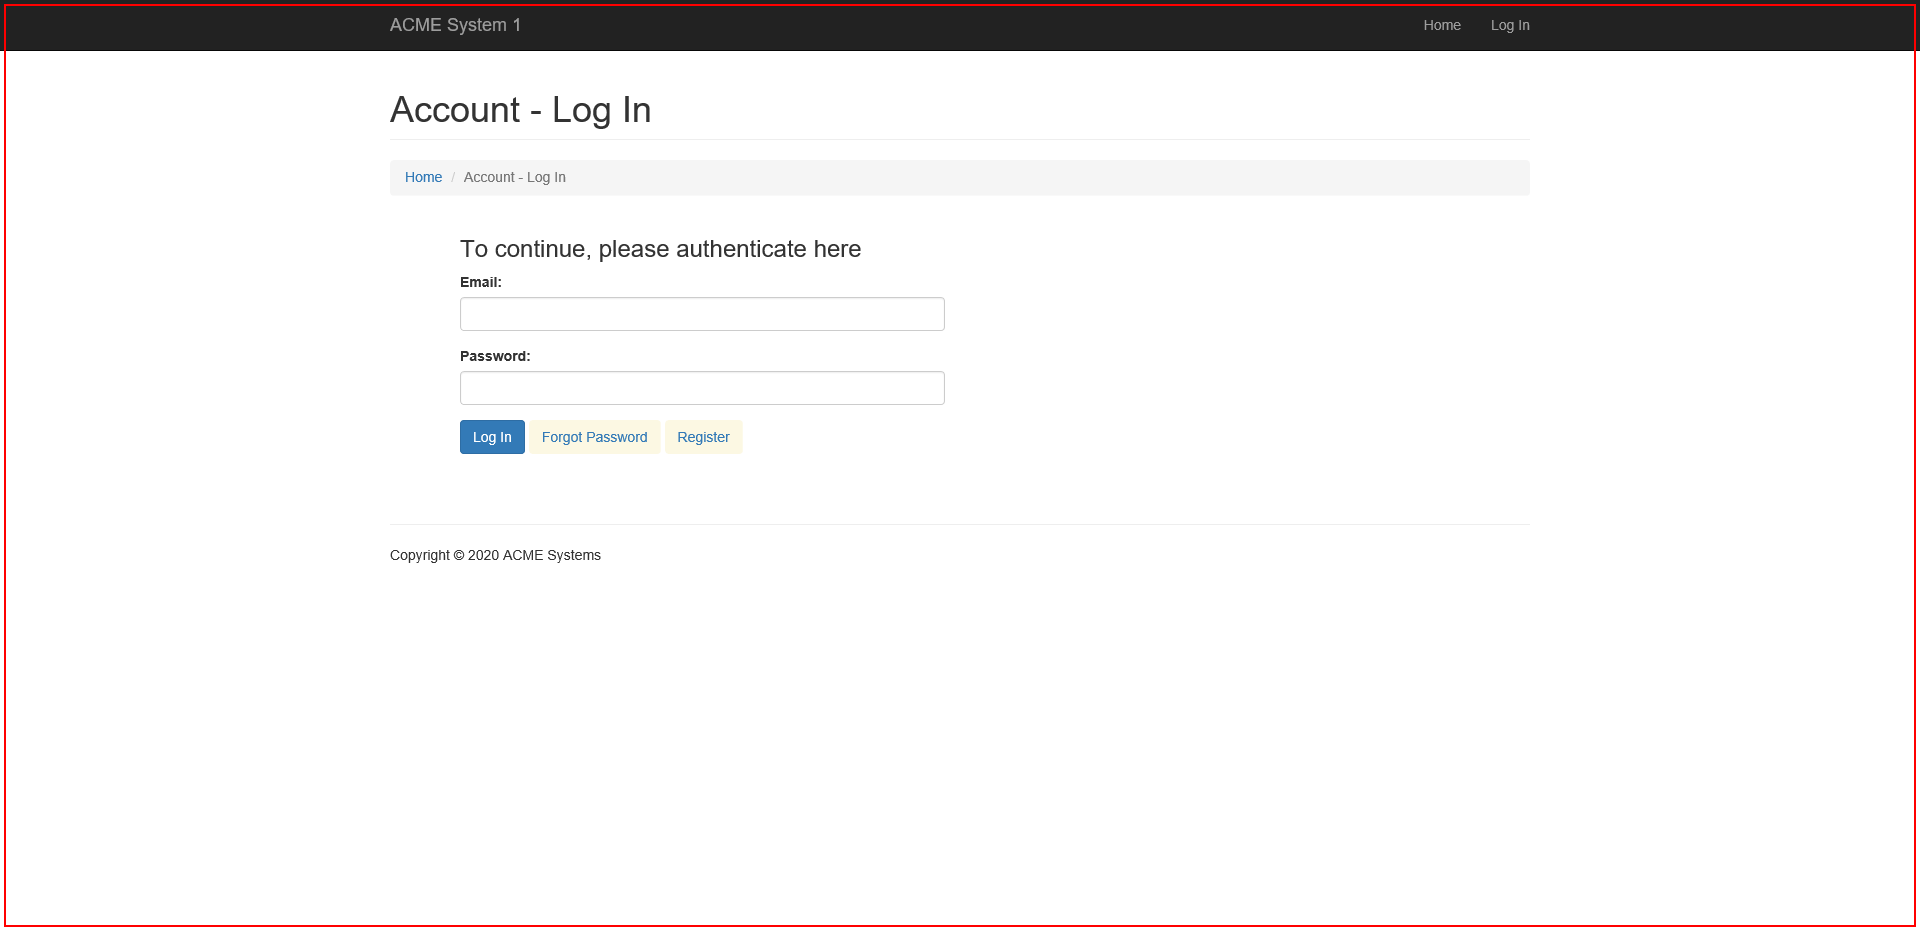 ACME System 1 Home Log In
Account - Log In
Home / Account - Log In
To continue, please authenticate here
Email:
Password:
Log In Forgot Password Register
Copyright © 2020 ACME Systems